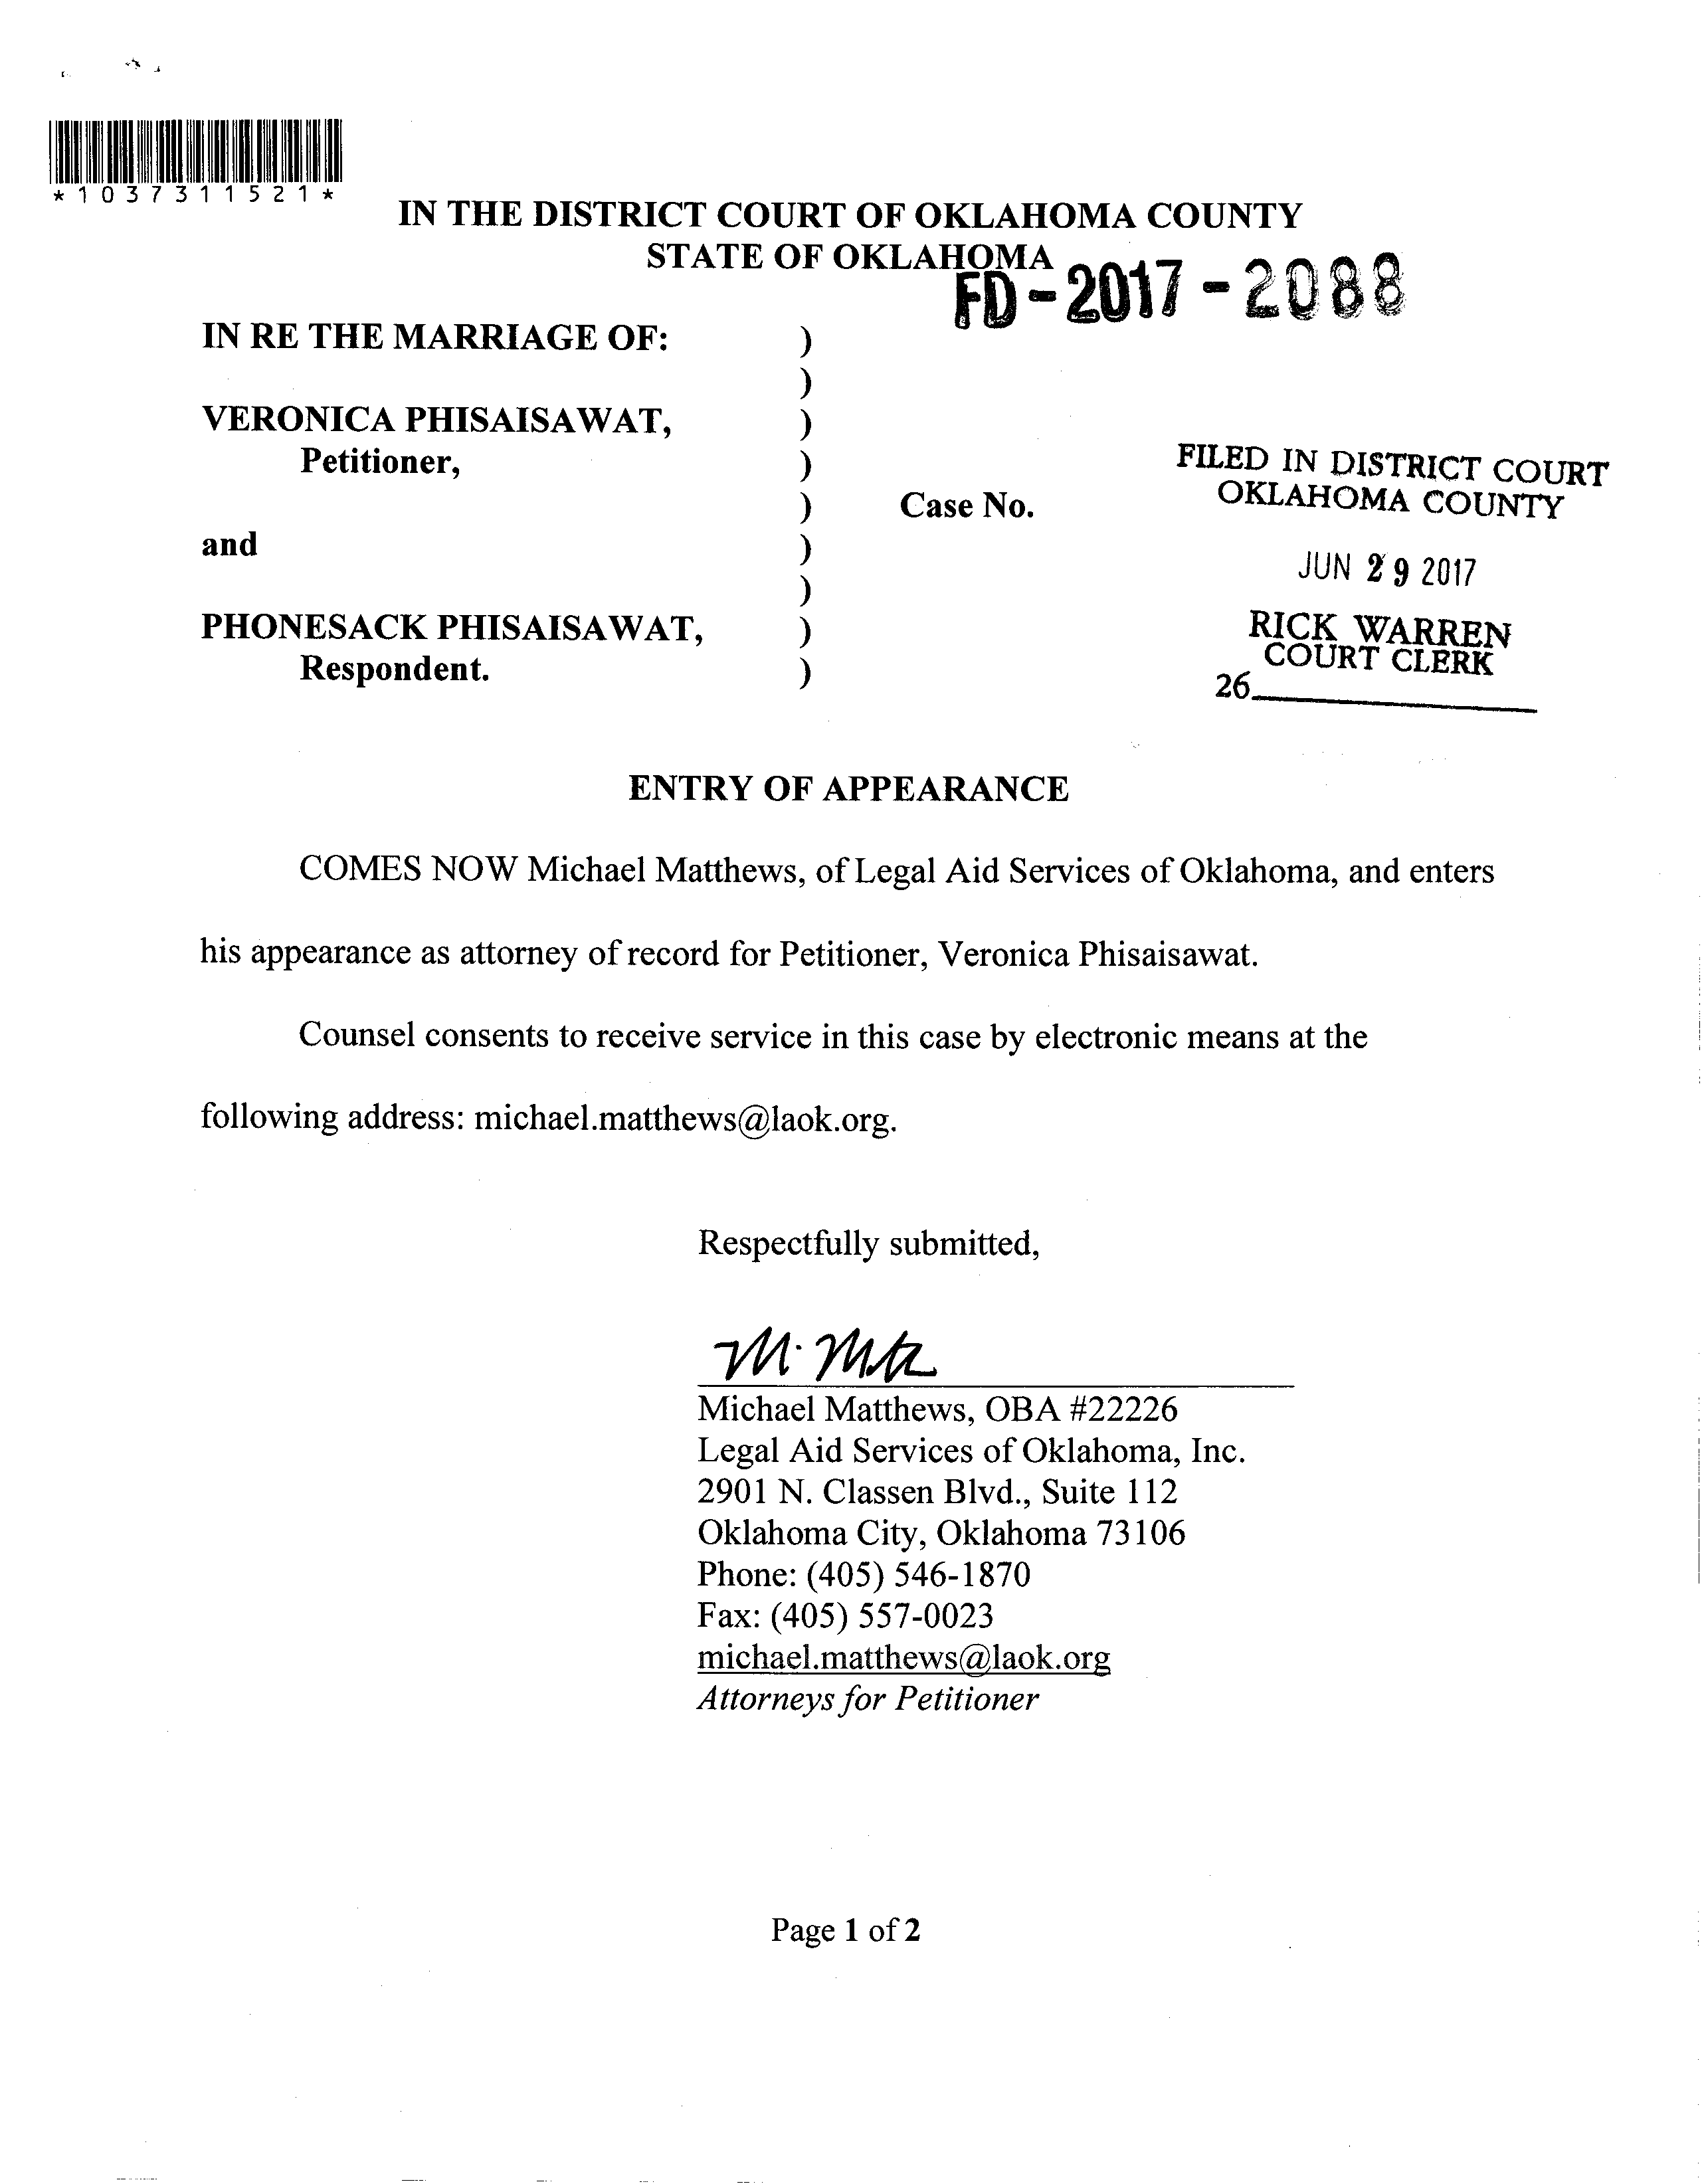 *1037311521*
IN THE DISTRICT COURT OF OKLAHOMA COUNTY
STATE OF OKLAHOMA
FD-2017-2088
IN RE THE MARRIAGE OF: )
)
VERONICA PHISAISAWAT, )
Petitioner, )
) Case No.
and )
)
PHONESACK PHISAISAWAT, )
Respondent. )
FILED IN DISTRICT COURT
OKLAHOMA COUNTY
JUN 29 2017
RICK WARREN
COURT CLERK
26
ENTRY OF APPEARANCE
COMES NOW Michael Matthews, of Legal Aid Services of Oklahoma, and enters
his appearance as attorney of record for Petitioner, Veronica Phisaisawat.
Counsel consents to receive service in this case by electronic means at the
following address: michael.matthews@laok.org.
Respectfully submitted,
Michael Matthews, OBA #22226
Legal Aid Services of Oklahoma, Inc.
2901 N. Classen Blvd., Suite 112
Oklahoma City, Oklahoma 73106
Phone: (405) 546-1870
Fax: (405) 557-0023
michael.matthews@laok.org
Attorneys for Petitioner
Page 1 of 2